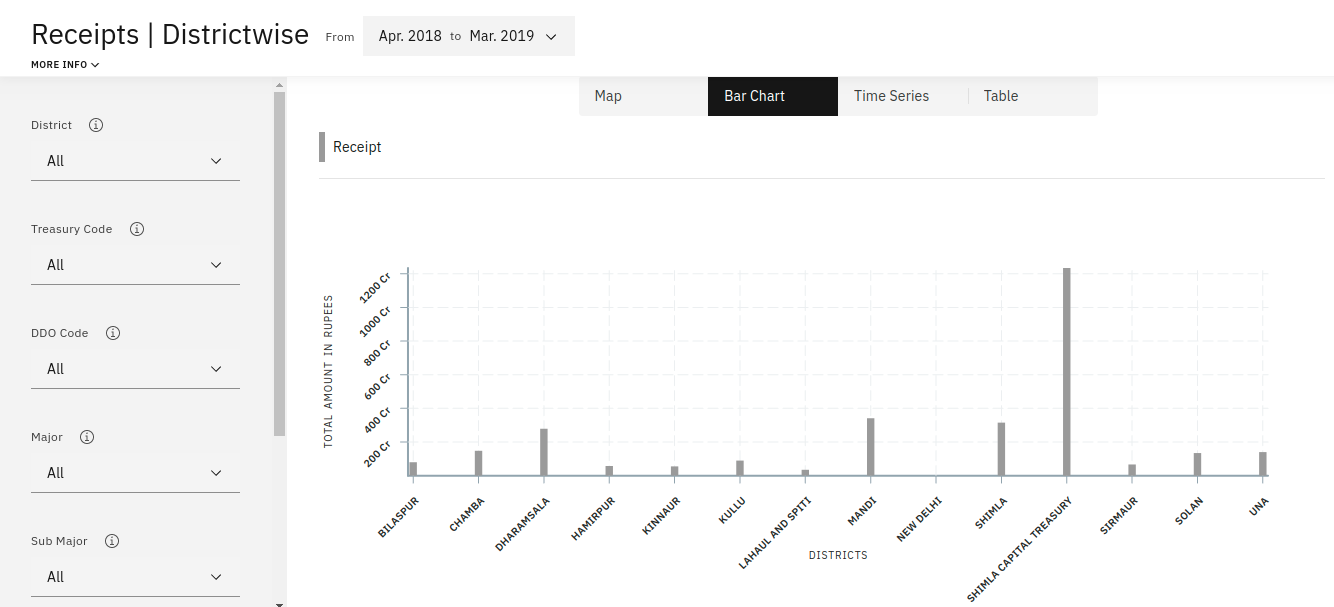 Receipts | Districtwise From Apr. 2018 to Mar. 2019
MORE INFO
Map Bar Chart Time Series Table
District
All
Treasury Code
All
DDO Code
All
Major
All
Sub Major
All
Receipt
TOTAL AMOUNT IN RUPEES
1200 Cr
1000 Cr
800 Cr
600 Cr
400 Cr
200 Cr
BILASPUR
CHAMBA
DHARAMSALA
HAMIRPUR
KINNAUR
KULLU
LAHAUL AND SPITI
MANDI
NEW DELHI
SHIMLA
SHIMLA CAPITAL TREASURY
SIRMAUR
SOLAN
UNA
DISTRICTS